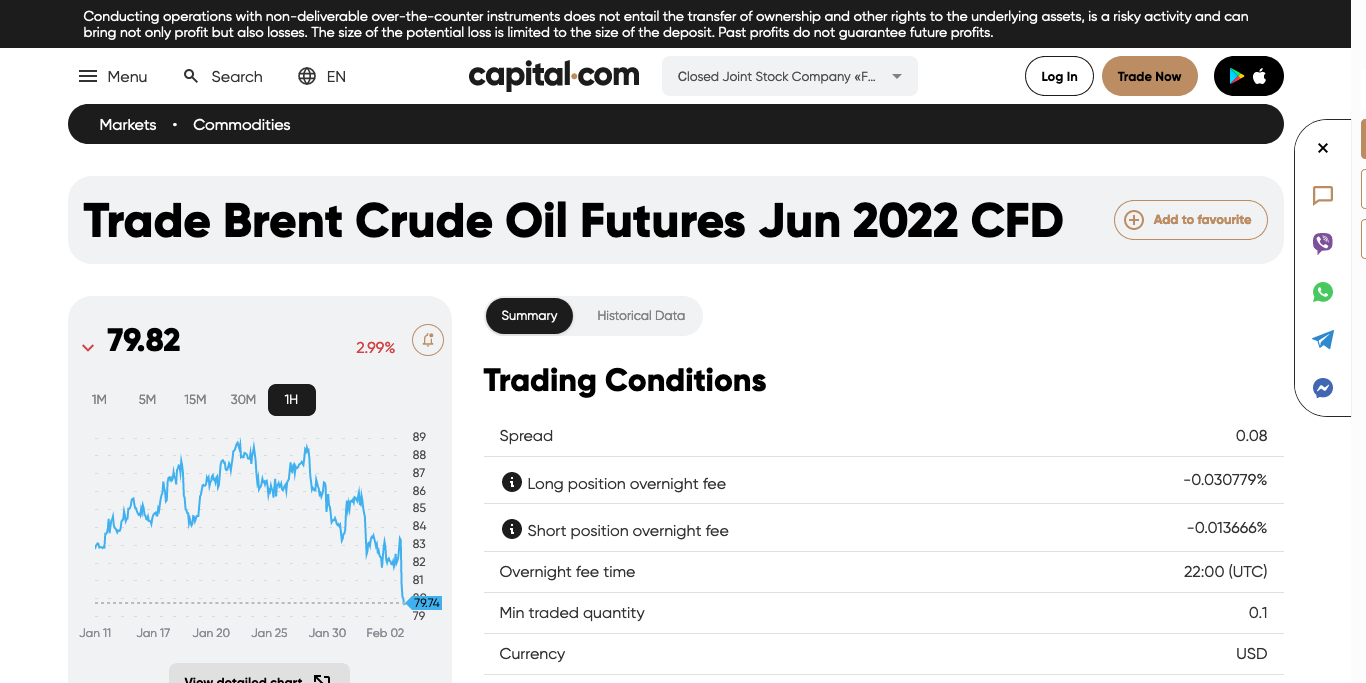 Conducting operations with non-deliverable over-the-counter instruments does not entail the transfer of ownership and other rights to the underlying assets, is a risky activity and can
bring not only profit but also losses. The size of the potential loss is limited to the size of the deposit. Past profits do not guarantee future profits.
Menu
Search
EN
capital.com
Closed Joint Stock Company «F...
Log In
Trade Now
Markets • Commodities
Trade Brent Crude Oil Futures Jun 2022 CFD
Add to favourite
79.82
2.99%
1M 5M 15M 30M 1H
89
88
87
86
85
84
83
82
81
79.74
79
Jan 11 Jan 17 Jan 20 Jan 25 Jan 30 Feb 02
View detailed chart
Summary
Historical Data
Trading Conditions
Spread 0.08
Long position overnight fee -0.030779%
Short position overnight fee -0.013666%
Overnight fee time 22:00 (UTC)
Min traded quantity 0.1
Currency USD